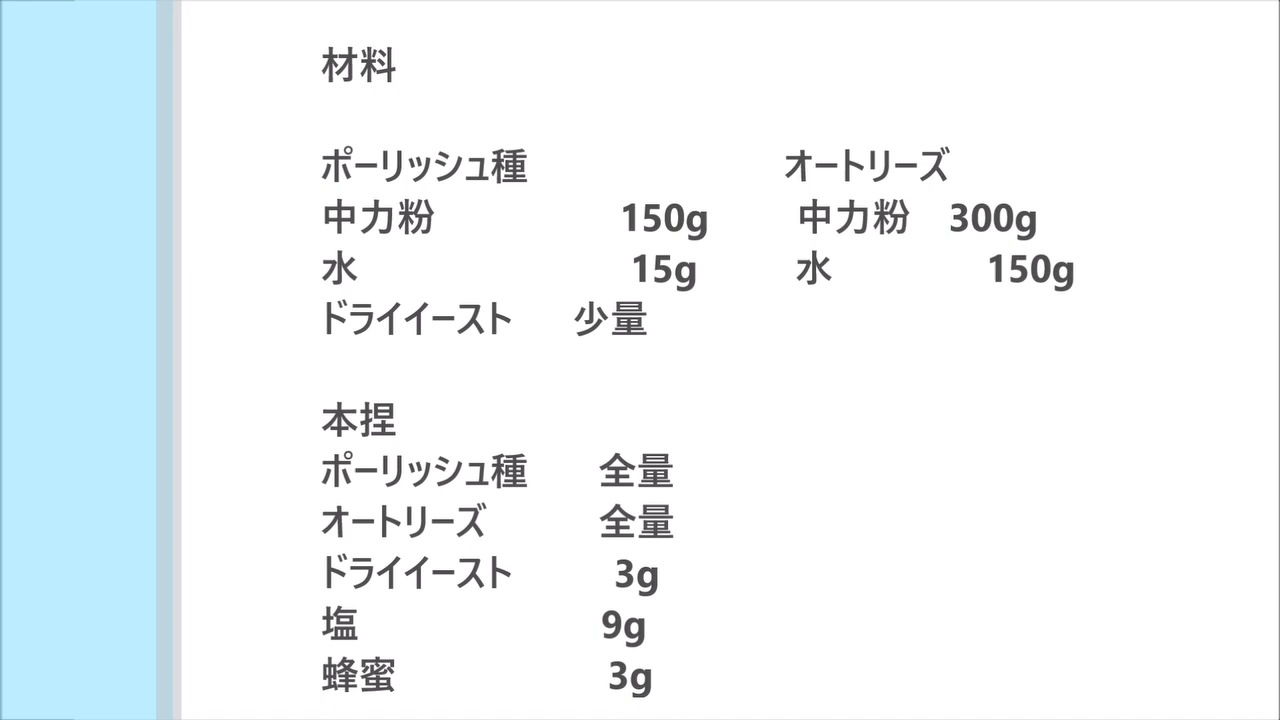 材料
ポーリッシュ種 オートリーズ
中力粉 150g 中力粉 300g
水 15g 水 150g
ドライイースト 少量
本捏
ポーリッシュ種 全量
オートリーズ 全量
ドライイースト 3g
塩 9g
蜂蜜 3g